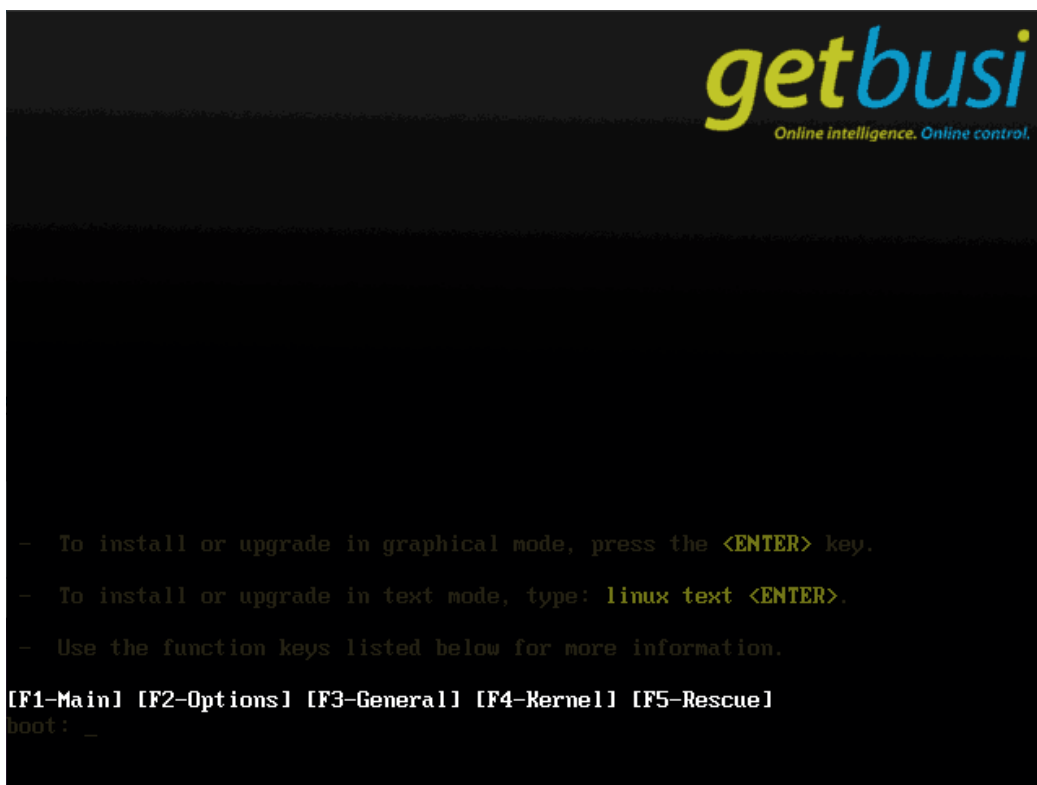 getbusi
Online intelligence. Online control.
- To install or upgrade in graphical mode, press the <ENTER> key.
- To install or upgrade in text mode, type: linux text <ENTER>.
- Use the function keys listed below for more information.
[F1-Main] [F2-Options] [F3-General] [F4-Kernel] [F5-Rescue]
boot: _